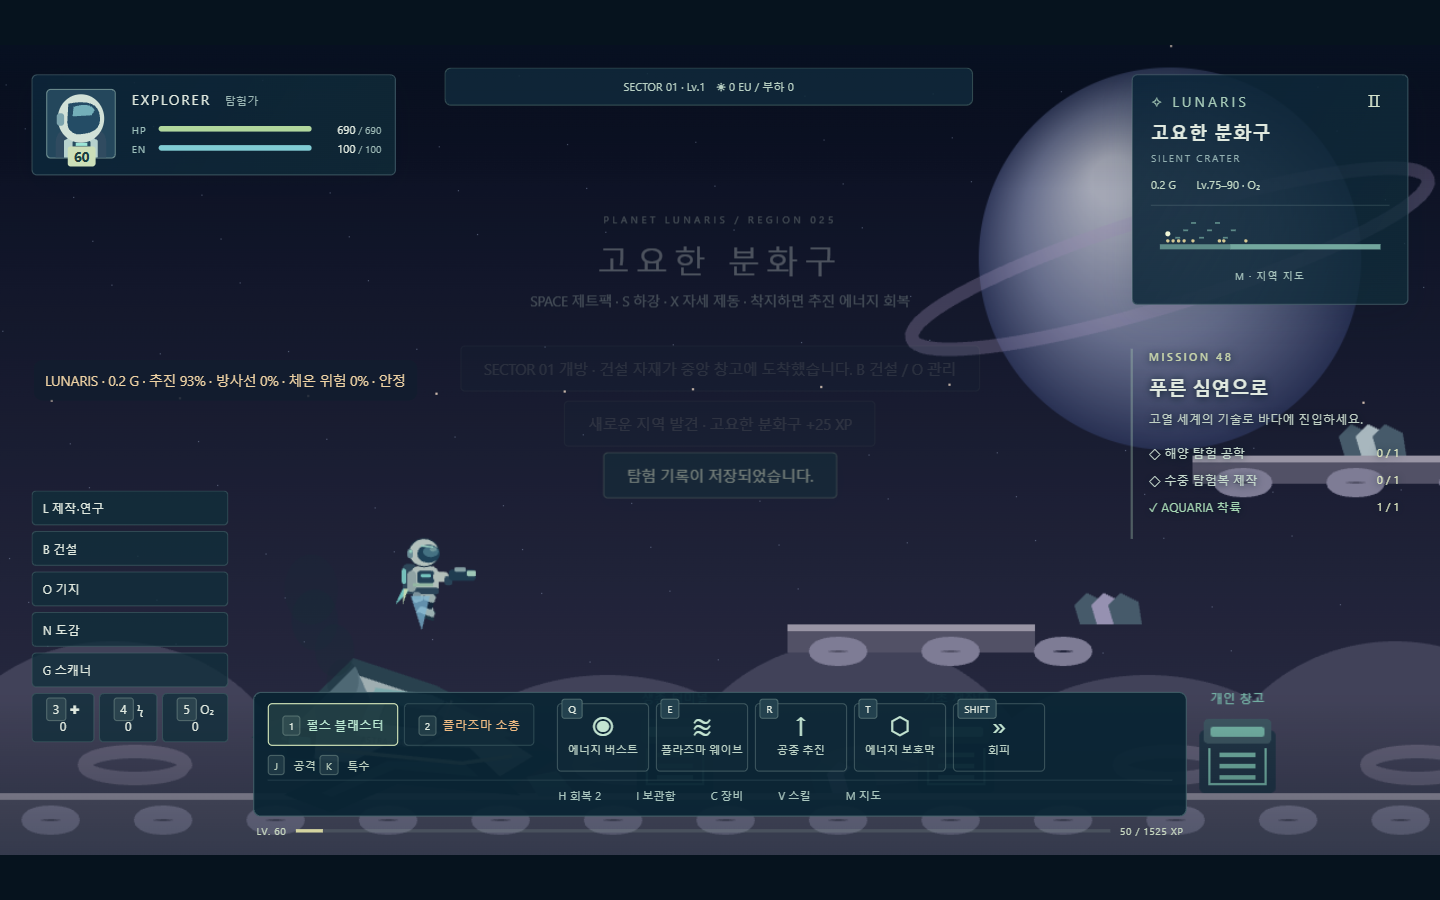 EXPLORER 탐험가
HP 690 / 690
EN 100 / 100
60
SECTOR 01 · Lv.1 ☀ 0 EU / 부하 0
✧ LUNARIS II
고요한 분화구
SILENT CRATER
0.2 G Lv.75–90 · O₂
M · 지역 지도
PLANET LUNARIS / REGION 025
고요한 분화구
SPACE 제트팩 · S 하강 · X 자세 제동 · 착지하면 추진 에너지 회복
SECTOR 01 개방 · 건설 자재가 중앙 창고에 도착했습니다. B 건설 / O 관리
새로운 지역 발견 · 고요한 분화구 +25 XP
탐험 기록이 저장되었습니다.
LUNARIS · 0.2 G · 추진 93% · 방사선 0% · 체온 위험 0% · 안정
MISSION 48
푸른 심연으로
고열 세계의 기술로 바다에 진입하세요.
◇ 해양 탐험 공학 0 / 1
◇ 수중 탐험복 제작 0 / 1
✓ AQUARIA 착륙 1 / 1
L 제작·연구
B 건설
O 기지
N 도감
G 스캐너
3 ✚ 0
4 ϟ 0
5 O₂ 0
1 펄스 블래스터
2 플라즈마 소총
J 공격 K 특수
Q 에너지 버스트
E 플라즈마 웨이브
R 공중 추진
T 에너지 보호막
SHIFT 회피
H 회복 2 I 보관함 C 장비 V 스킬 M 지도
개인 창고
LV. 60 50 / 1525 XP